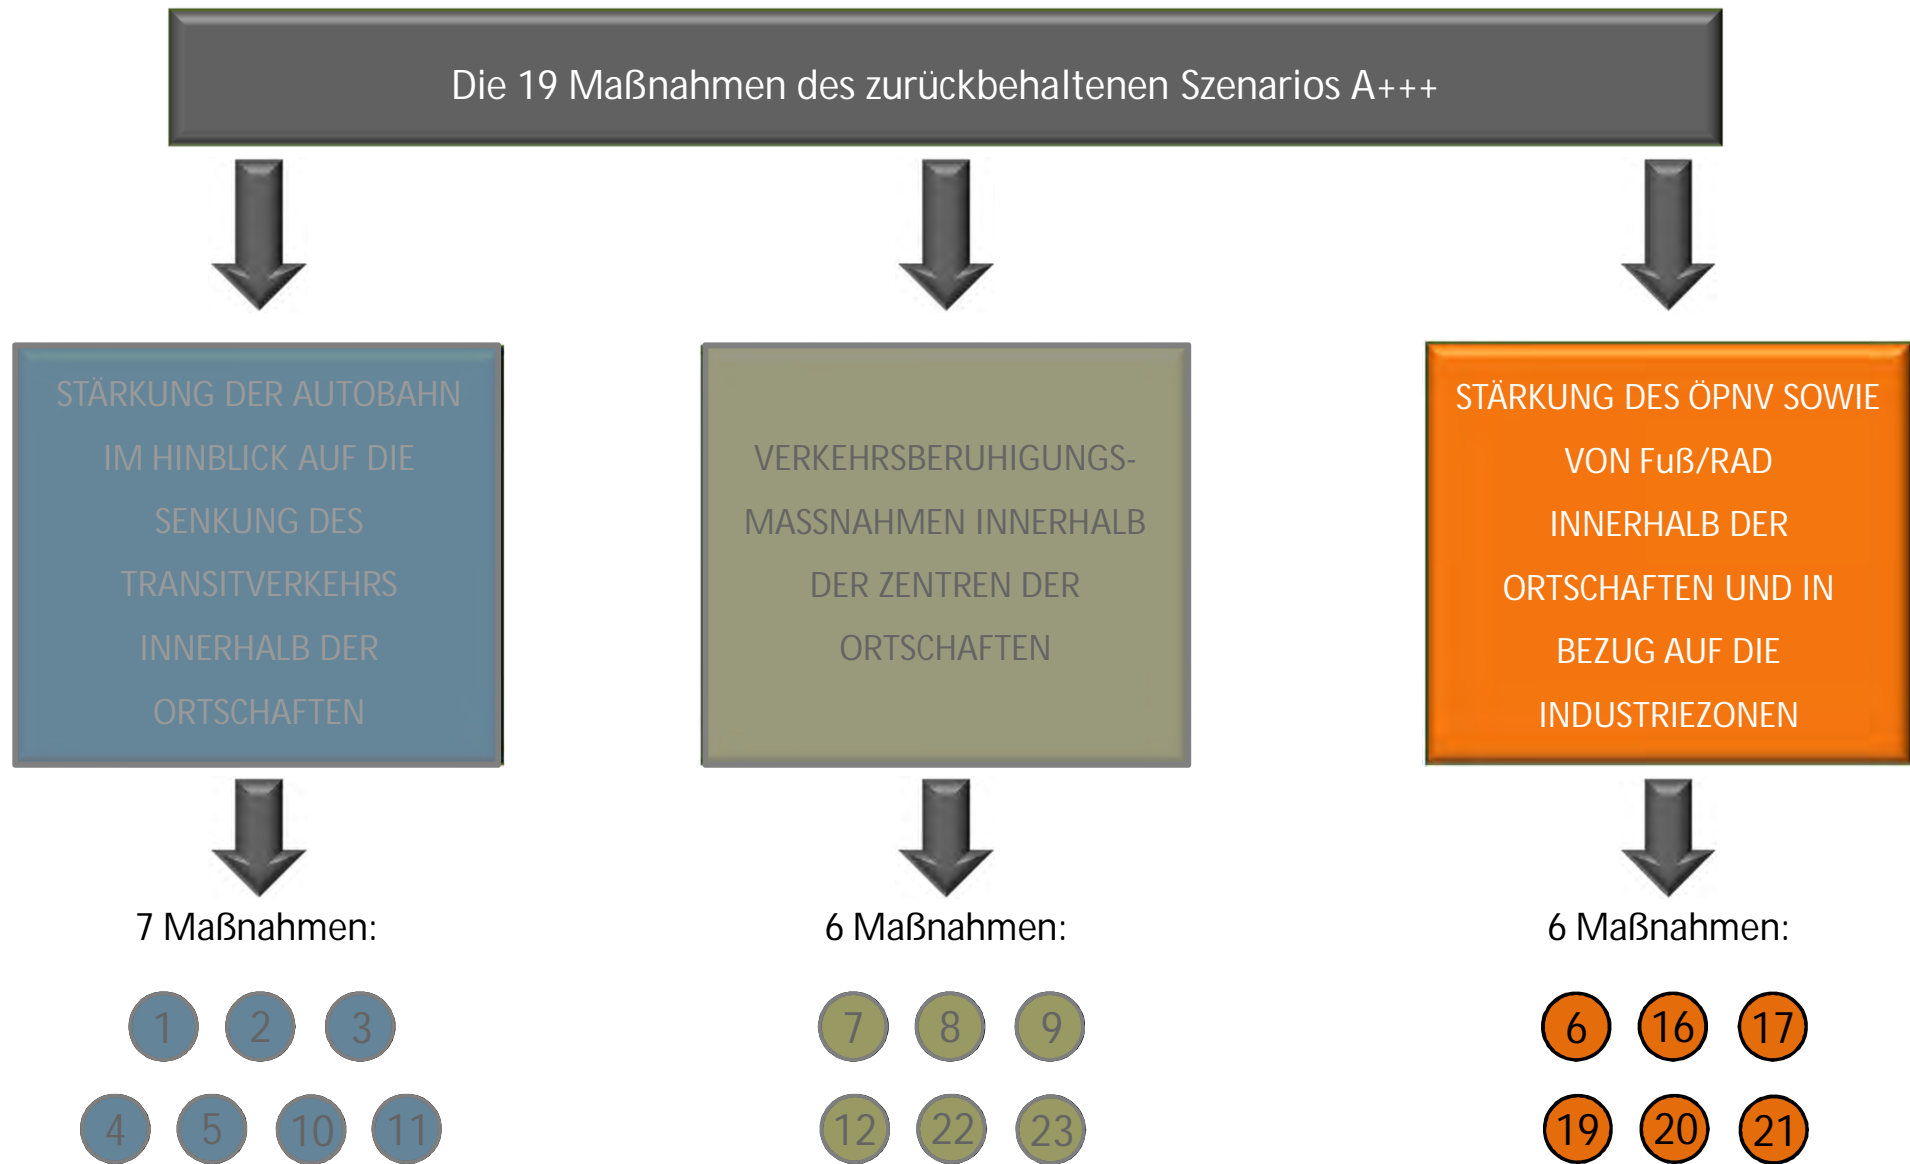 Die 19 Maßnahmen des zurückbehaltenen Szenarios A+++
STÄRKUNG DER AUTOBAHN
IM HINBLICK AUF DIE
SENKUNG DES
TRANSITVERKEHRS
INNERHALB DER
ORTSCHAFTEN
VERKEHRSBERUHIGUNGS-
MASSNAHMEN INNERHALB
DER ZENTREN DER
ORTSCHAFTEN
STÄRKUNG DES ÖPNV SOWIE
VON Fuß/RAD
INNERHALB DER
ORTSCHAFTEN UND IN
BEZUG AUF DIE
INDUSTRIEZONEN
7 Maßnahmen:
1 2 3
4 5 10 11
6 Maßnahmen:
7 8 9
12 22 23
6 Maßnahmen:
6 16 17
19 20 21